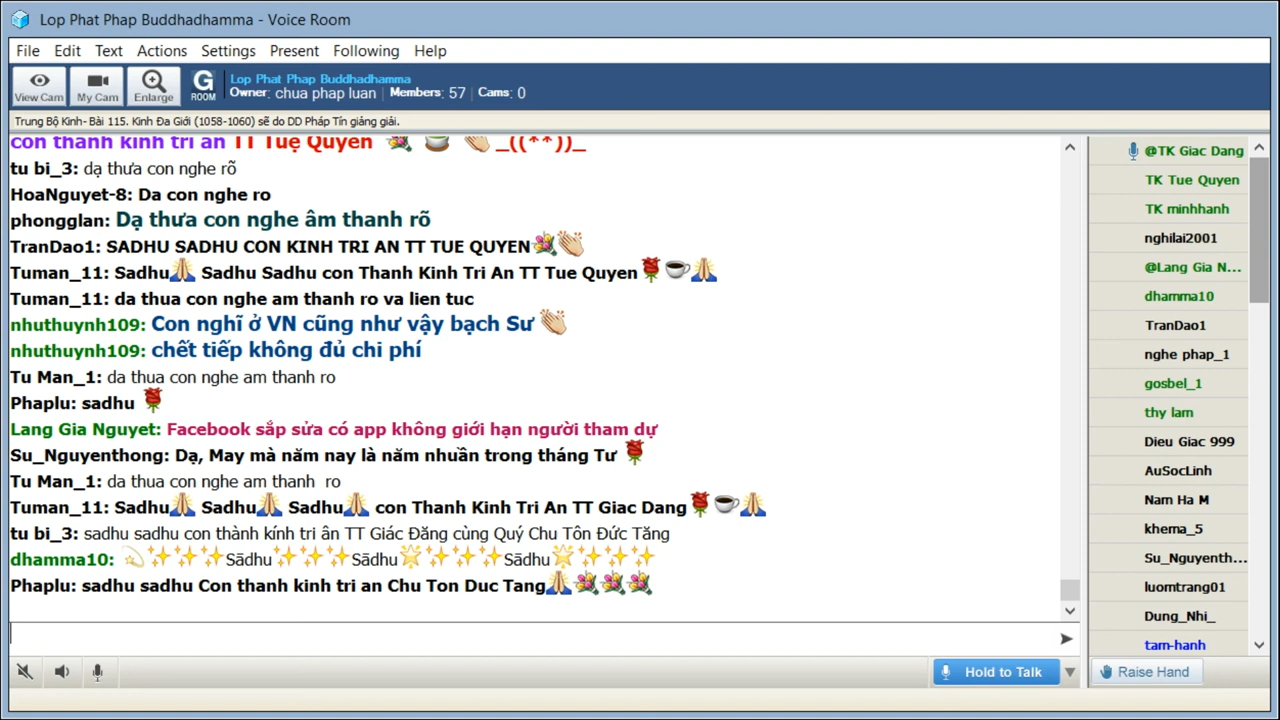 Lop Phat Phap Buddhadhamma - Voice Room
File Edit Text Actions Settings Present Following Help
View Cam My Cam Enlarge G ROOM
Lop Phat Phap Buddhadhamma
Owner: chua phap luan Members: 57 Cams: 0
Trung Bộ Kinh- Bài 115. Kinh Đa Giới (1058-1060) sẽ do DD Pháp Tín giảng giải.
con thanh kinh tri an TT Tuệ Quyền _((**))_
tu bi_3: dạ thưa con nghe rõ
HoaNguyet-8: Da con nghe ro
phongglan: Dạ thưa con nghe âm thanh rõ
TranDao1: SADHU SADHU CON KINH TRI AN TT TUE QUYEN
Tuman_11: Sadhu🙏 Sadhu Sadhu con Thanh Kinh Tri An TT Tue Quyen🌹☕🙏
Tuman_11: da thua con nghe am thanh ro va lien tuc
nhuthuynh109: Con nghĩ ở VN cũng như vậy bạch Sư
nhuthuynh109: chết tiếp không đủ chi phí
Tu Man_1: da thua con nghe am thanh ro
Phaplu: sadhu
Lang Gia Nguyet: Facebook sắp sửa có app không giới hạn người tham dự
Su_Nguyenthong: Dạ, May mà năm nay là năm nhuần trong tháng Tư
Tu Man_1: da thua con nghe am thanh ro
Tuman_11: Sadhu🙏 Sadhu🙏 Sadhu🙏 con Thanh Kinh Tri An TT Giac Dang🌹☕🙏
tu bi_3: sadhu sadhu con thành kính tri ân TT Giác Đăng cùng Quý Chu Tôn Đức Tăng
dhamma10: Sādhu Sādhu Sādhu
Phaplu: sadhu sadhu Con thanh kinh tri an Chu Ton Duc Tang
Hold to Talk
@TK Giac Dang
TK Tue Quyen
TK minhhanh
nghilai2001
@Lang Gia N...
dhamma10
TranDao1
nghe phap_1
gosbel_1
thy lam
Dieu Giac 999
AuSocLinh
Nam Ha M
khema_5
Su_Nguyenth...
luomtrang01
Dung_Nhi_
tam-hanh
Raise Hand